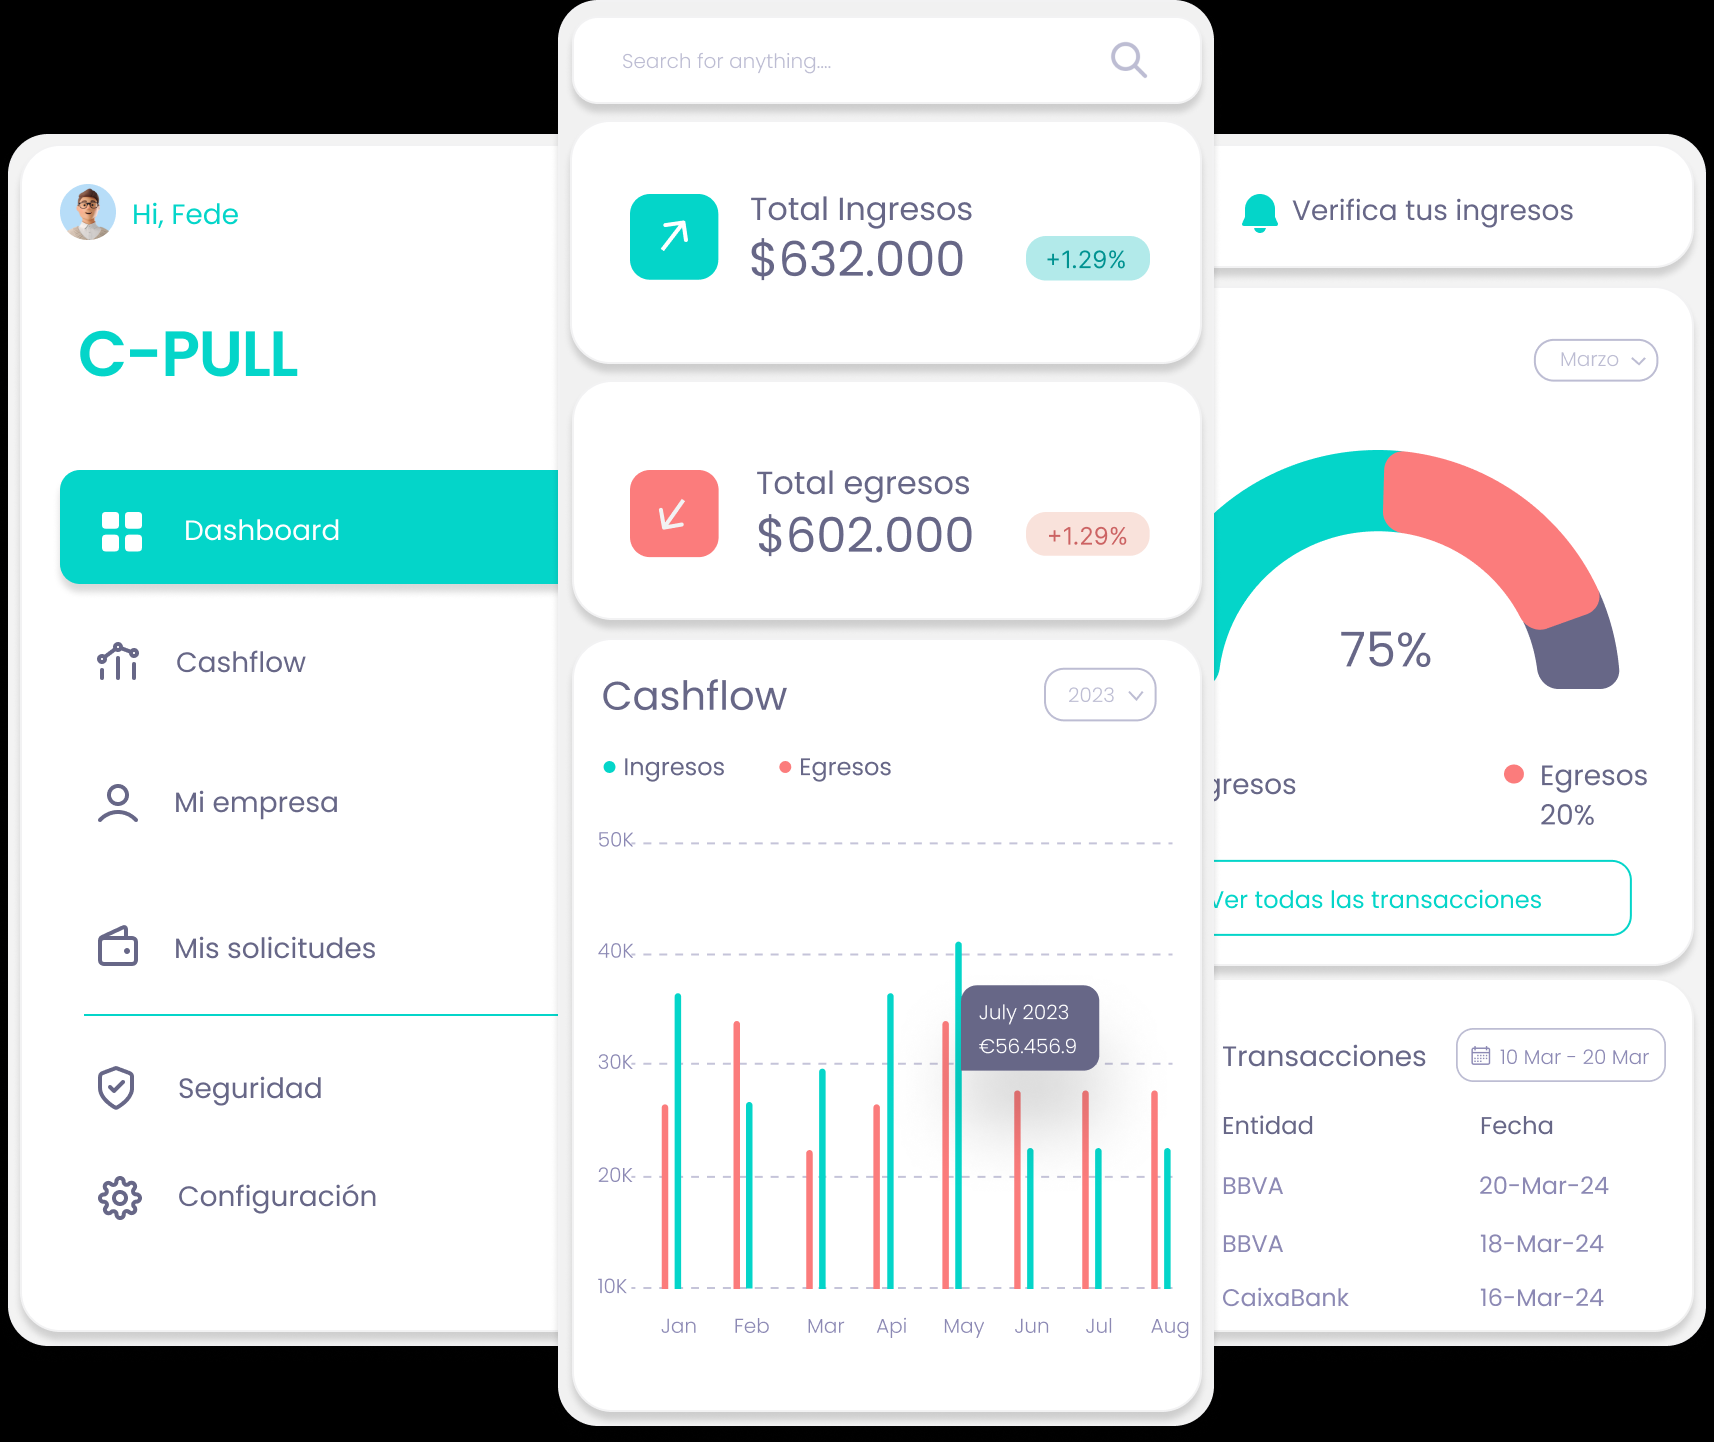 Hi, Fede
C-PULL
Dashboard
Cashflow
Mi empresa
Mis solicitudes
Seguridad
Configuración
Search for anything....
Total Ingresos
$632.000
+1.29%
Total egresos
$602.000
+1.29%
Cashflow
2023
Ingresos
Egresos
50K
40K
30K
20K
10K
July 2023
€56.456.9
Jan Feb Mar Api May Jun Jul Aug
Verifica tus ingresos
Marzo
75%
gresos
Egresos
20%
Ver todas las transacciones
Transacciones
10 Mar - 20 Mar
Entidad Fecha
BBVA 20-Mar-24
BBVA 18-Mar-24
CaixaBank 16-Mar-24